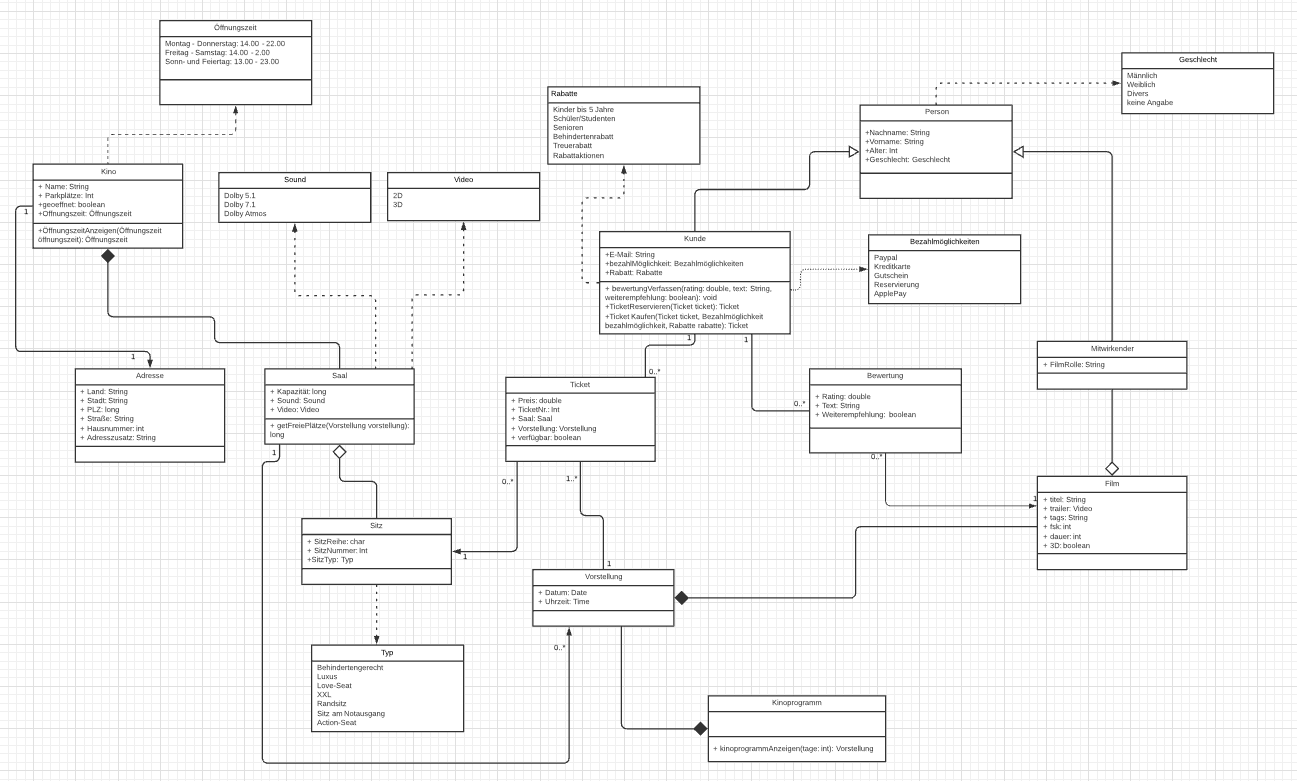 Öffnungszeit
Montag - Donnerstag: 14.00 - 22.00
Freitag - Samstag: 14.00 - 2.00
Sonn- und Feiertag: 13.00 - 23.00
Geschlecht
Männlich
Weiblich
Divers
keine Angabe
Rabatte
Kinder bis 5 Jahre
Schüler/Studenten
Senioren
Behindertenrabatt
Treuerabatt
Rabattaktionen
Person
+Nachname: String
+Vorname: String
+Alter: Int
+Geschlecht: Geschlecht
Kino
+ Name: String
+ Parkplätze: Int
+geoeffnet: boolean
+Öffnungszeit: Öffnungszeit
+ÖffnungszeitAnzeigen(Öffnungszeit
öffnungszeit): Öffnungszeit
1
Sound
Dolby 5.1
Dolby 7.1
Dolby Atmos
Video
2D
3D
Kunde
+E-Mail: String
+bezahlMöglichkeit: Bezahlmöglichkeiten
+Rabatt: Rabatte
+ bewertungVerfassen(rating: double, text: String,
weiterempfehlung: boolean): void
+TicketReservieren(Ticket ticket): Ticket
+Ticket Kaufen(Ticket ticket, Bezahlmöglichkeit
bezahlmöglichkeit, Rabatte rabatte): Ticket
1
1
Bezahlmöglichkeiten
Paypal
Kreditkarte
Gutschein
Reservierung
ApplePay
1
Adresse
+ Land: String
+ Stadt: String
+ PLZ: long
+ Straße: String
+ Hausnummer: int
+ Adresszusatz: String
Saal
+ Kapazität: long
+ Sound: Sound
+ Video: Video
+ getFreiePlätze(Vorstellung vorstellung):
long
1
0..*
Ticket
+ Preis: double
+ TicketNr.: Int
+ Saal: Saal
+ Vorstellung: Vorstellung
+ verfügbar: boolean
0..*
1..*
0..*
Bewertung
+ Rating: double
+ Text: String
+ Weiterempfehlung: boolean
0..*
Mitwirkender
+ FilmRolle: String
1
Film
+ titel: String
+ trailer: Video
+ tags: String
+ fsk: int
+ dauer: int
+ 3D: boolean
Sitz
+ SitzReihe: char
+ SitzNummer: Int
+SitzTyp: Typ
1
1
Vorstellung
+ Datum: Date
+ Uhrzeit: Time
0..*
Typ
Behindertengerecht
Luxus
Love-Seat
XXL
Randsitz
Sitz am Notausgang
Action-Seat
Kinoprogramm
+ kinoprogrammAnzeigen(tage: int): Vorstellung